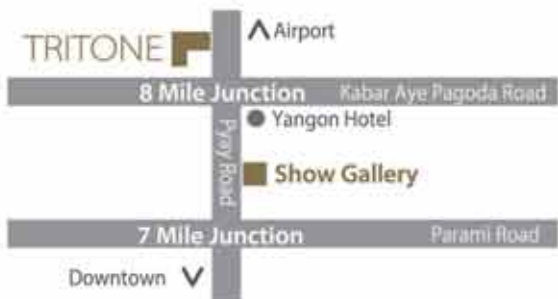 Airport
TRITONE
8 Mile Junction Kabar Aye Pagoda Road
Yangon Hotel
Pyay Road
Show Gallery
7 Mile Junction Parami Road
Downtown